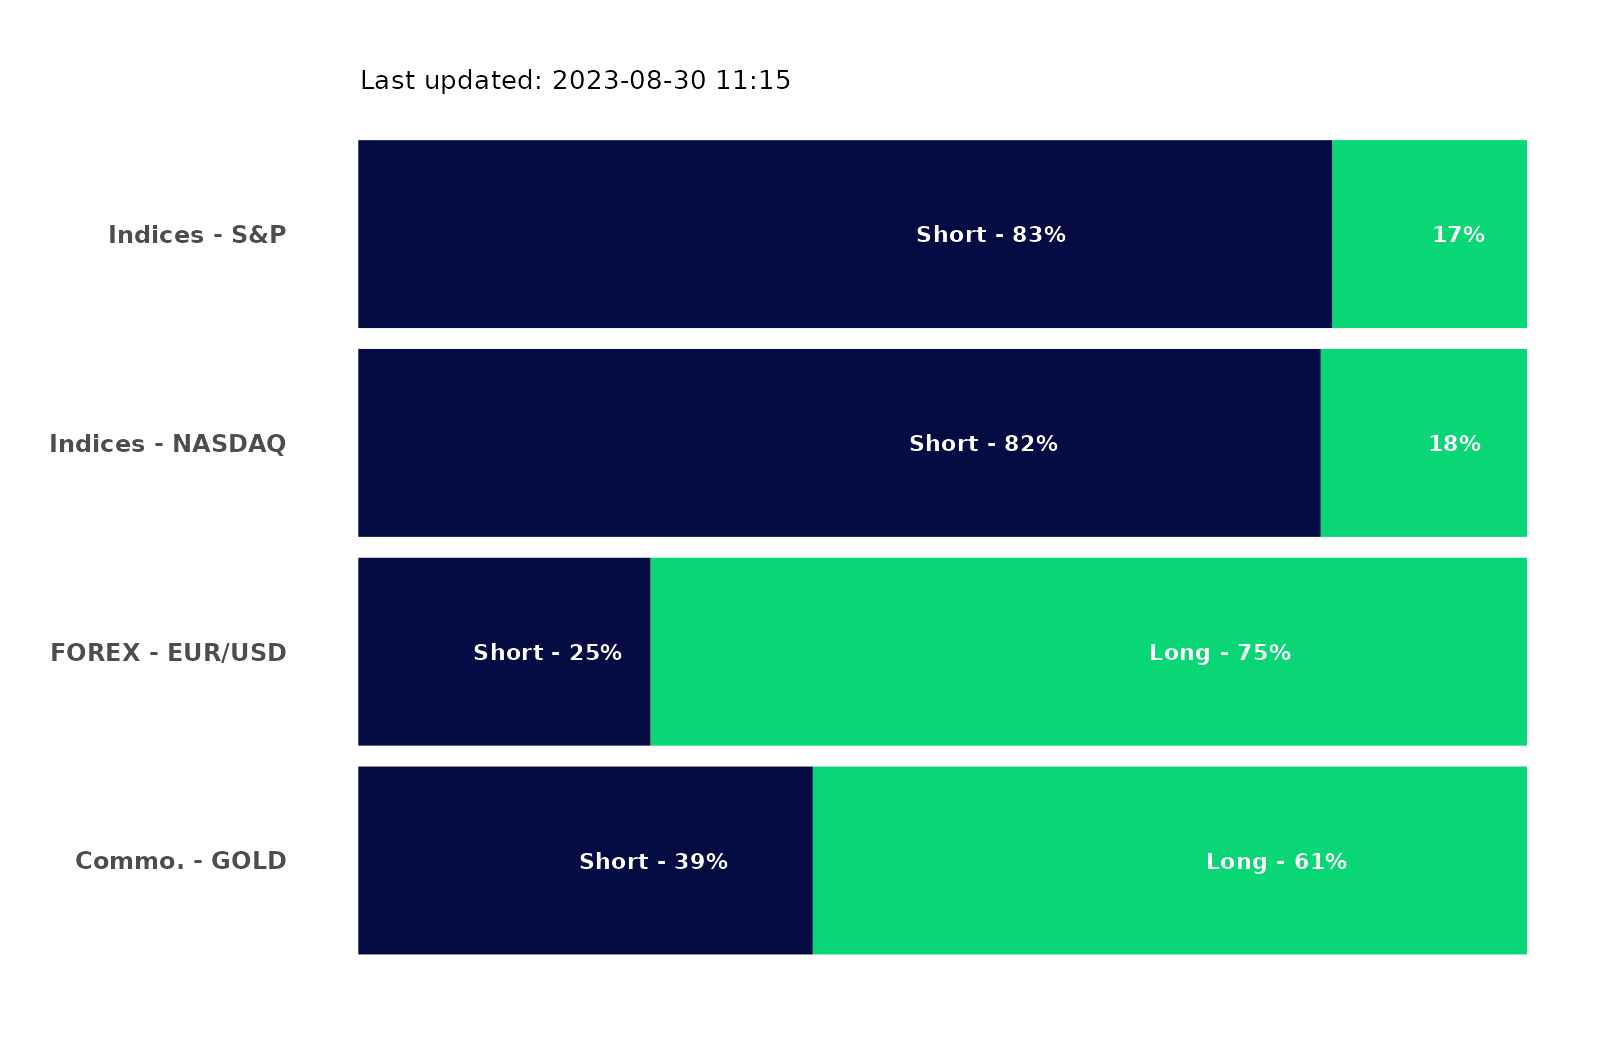 Last updated: 2023-08-30 11:15
Indices - S&P
Short - 83%
17%
Indices - NASDAQ
Short - 82%
18%
FOREX - EUR/USD
Short - 25%
Long - 75%
Commo. - GOLD
Short - 39%
Long - 61%